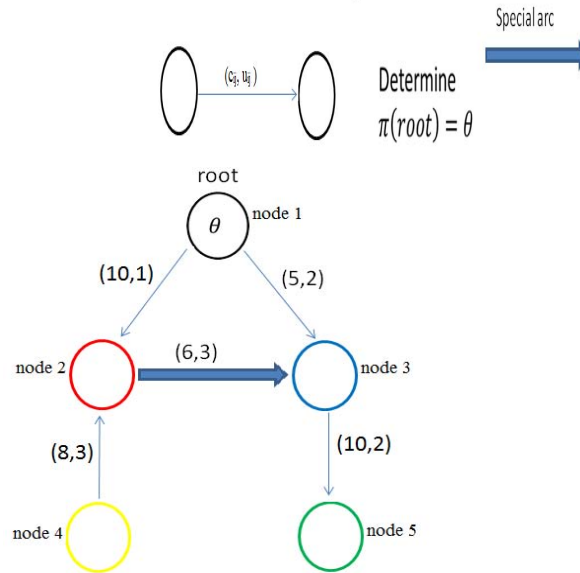 Special arc
(cᵢⱼ, uᵢⱼ)
Determine
π(root) = θ
root
θ
node 1
(10,1)
(5,2)
node 2
(6,3)
node 3
(8,3)
(10,2)
node 4
node 5